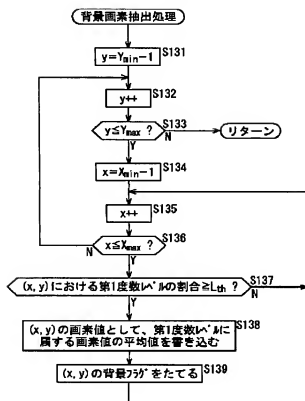 背景画素抽出処理
y=Ymin-1
S131
y++
S132
y≦Ymax ?
S133
N
リターン
Y
x=Xmin-1
S134
x++
S135
x≦Xmax ?
S136
N
Y
(x,y)における第1度数レベルの割合≧Lth ?
S137
N
Y
(x,y)の画素値として、第1度数レベルに
属する画素値の平均値を書き込む
S138
(x,y)の背景フラグをたてる
S139